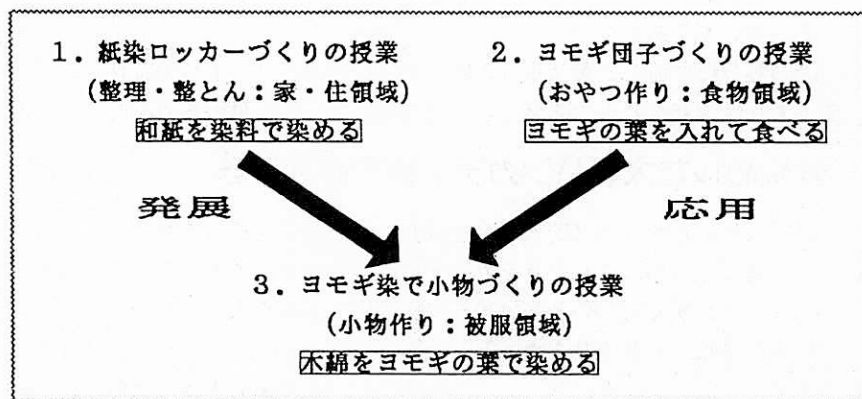 1．紙染ロッカーづくりの授業
(整理・整とん：家・住領域)
和紙を染料で染める
2．ヨモギ団子づくりの授業
(おやつ作り：食物領域)
ヨモギの葉を入れて食べる
発展
応用
3．ヨモギ染で小物づくりの授業
(小物作り：被服領域)
木綿をヨモギの葉で染める